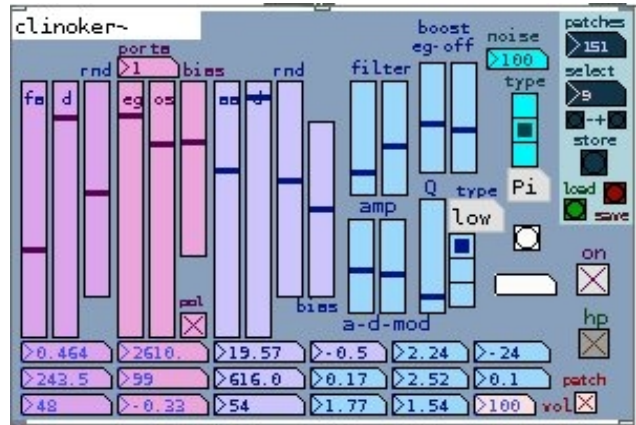 clinoker~
boost
eg-off
noise
patches
porta
>1
>100
>151
rnd
bias
rnd
filter
type
select
fs
d
eg
os
ss
d
>9
-+
store
Q
type
Pi
load
save
amp
low
on
pol
bias
a-d-mod
hp
>0.464
>2610.
>19.57
>-0.5
>2.24
>-24
>243.5
>99
>616.0
>0.17
>2.52
>0.1
patch
>48
>-0.33
>54
>1.77
>1.54
>100
vol